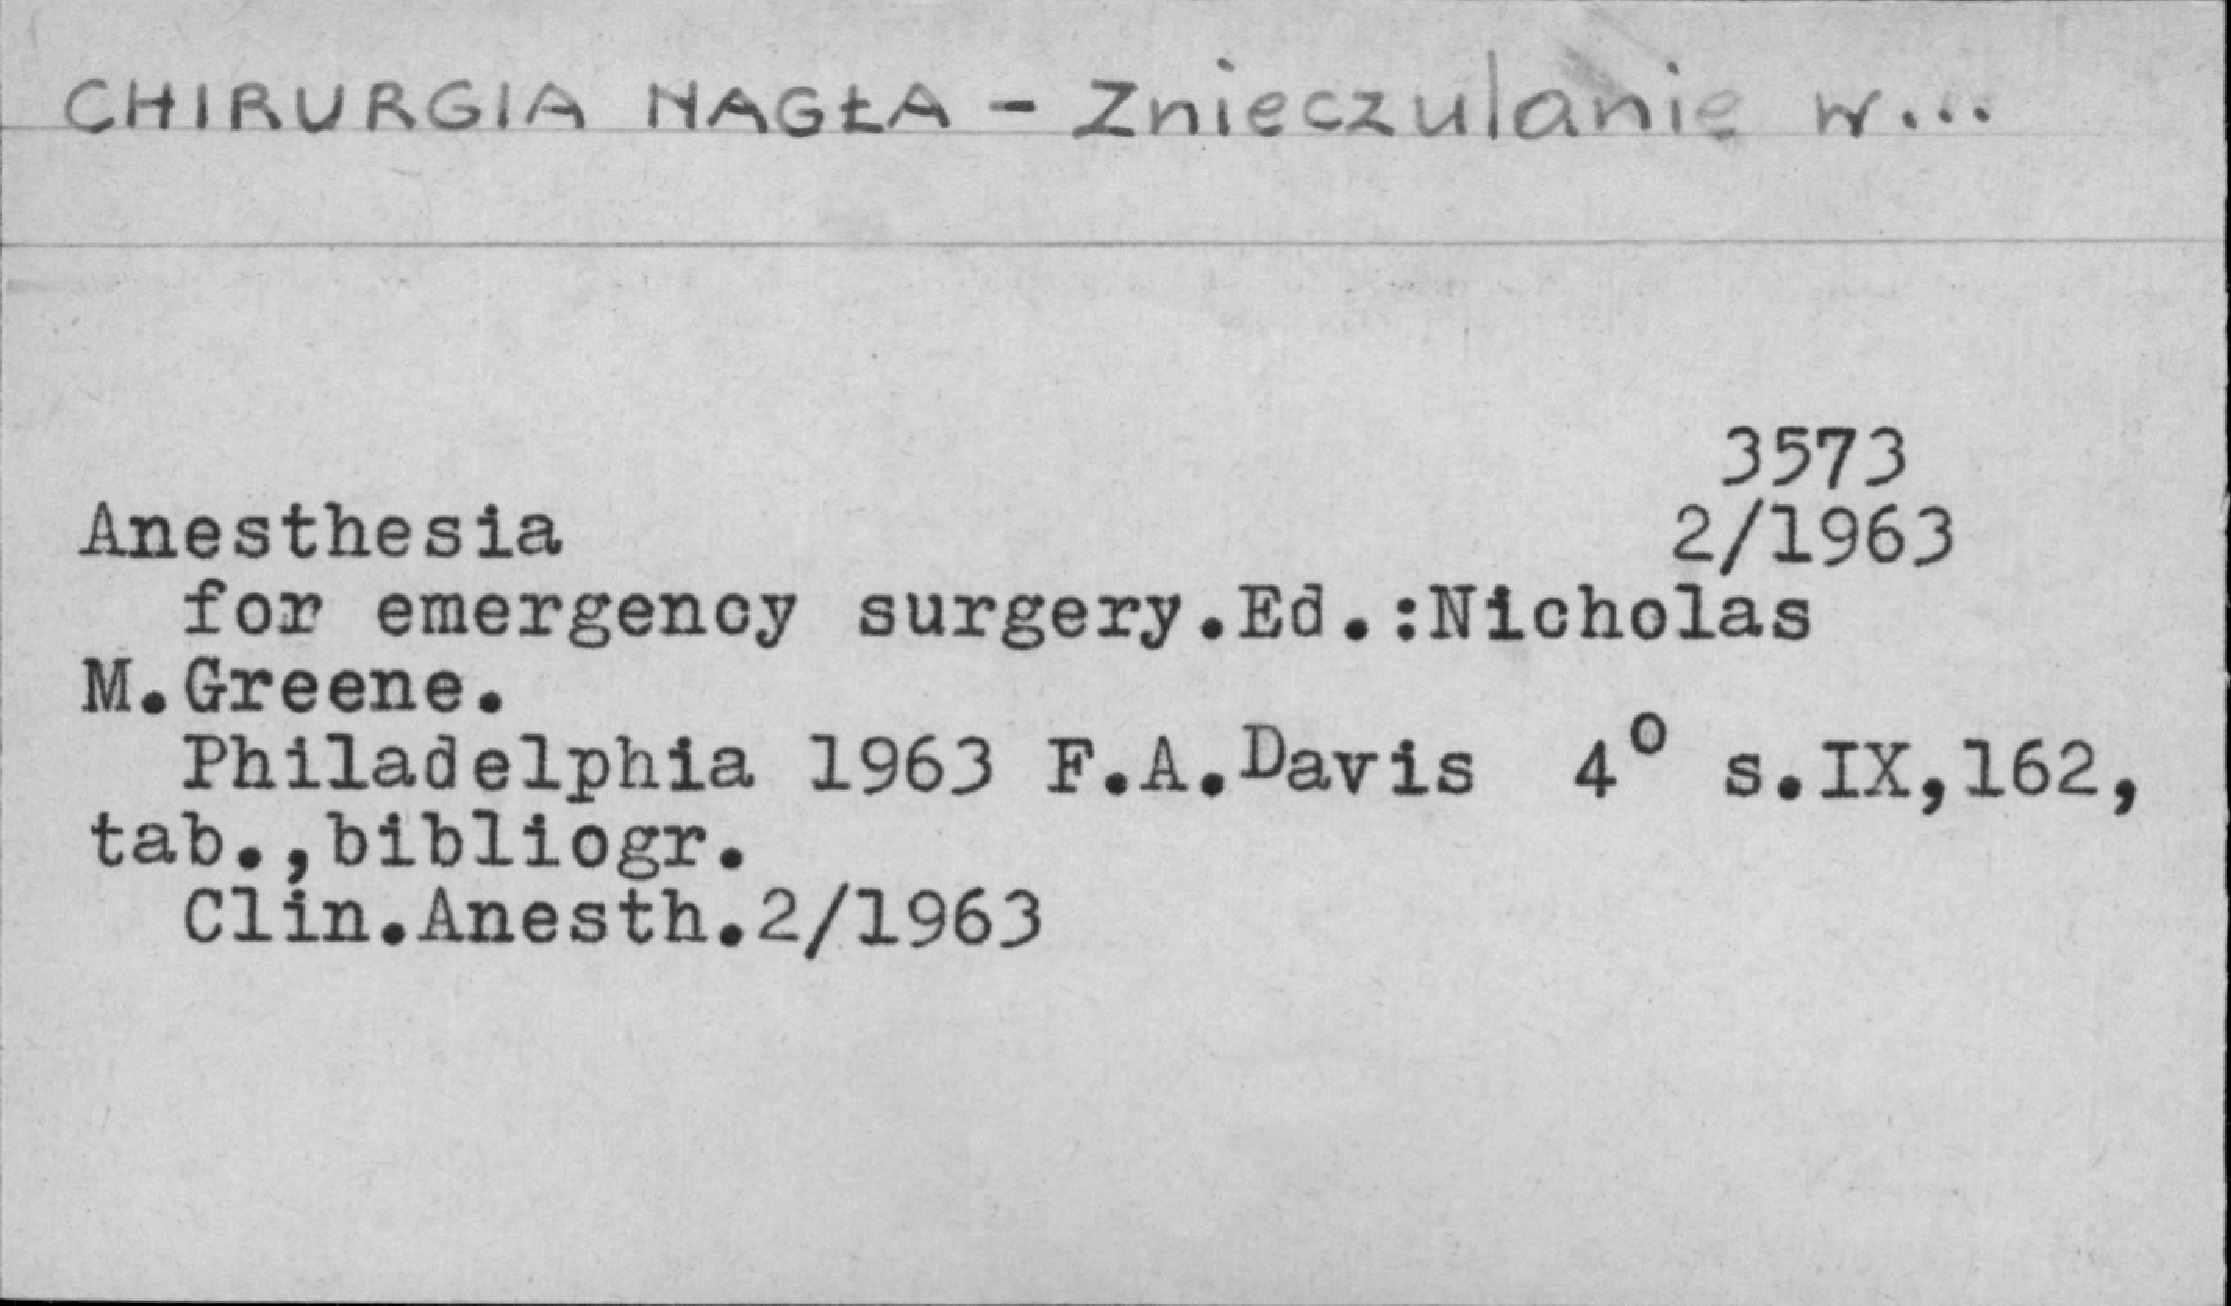 CHIRURGIA NAGŁA - Znieczulanie w...
3573
Anesthesia 2/1963
for emergency surgery.Ed.:Nicholas
M.Greene.
Philadelphia 1963 F.A.Davis 4° s.IX,162,
tab.,bibliogr.
Clin.Anesth.2/1963